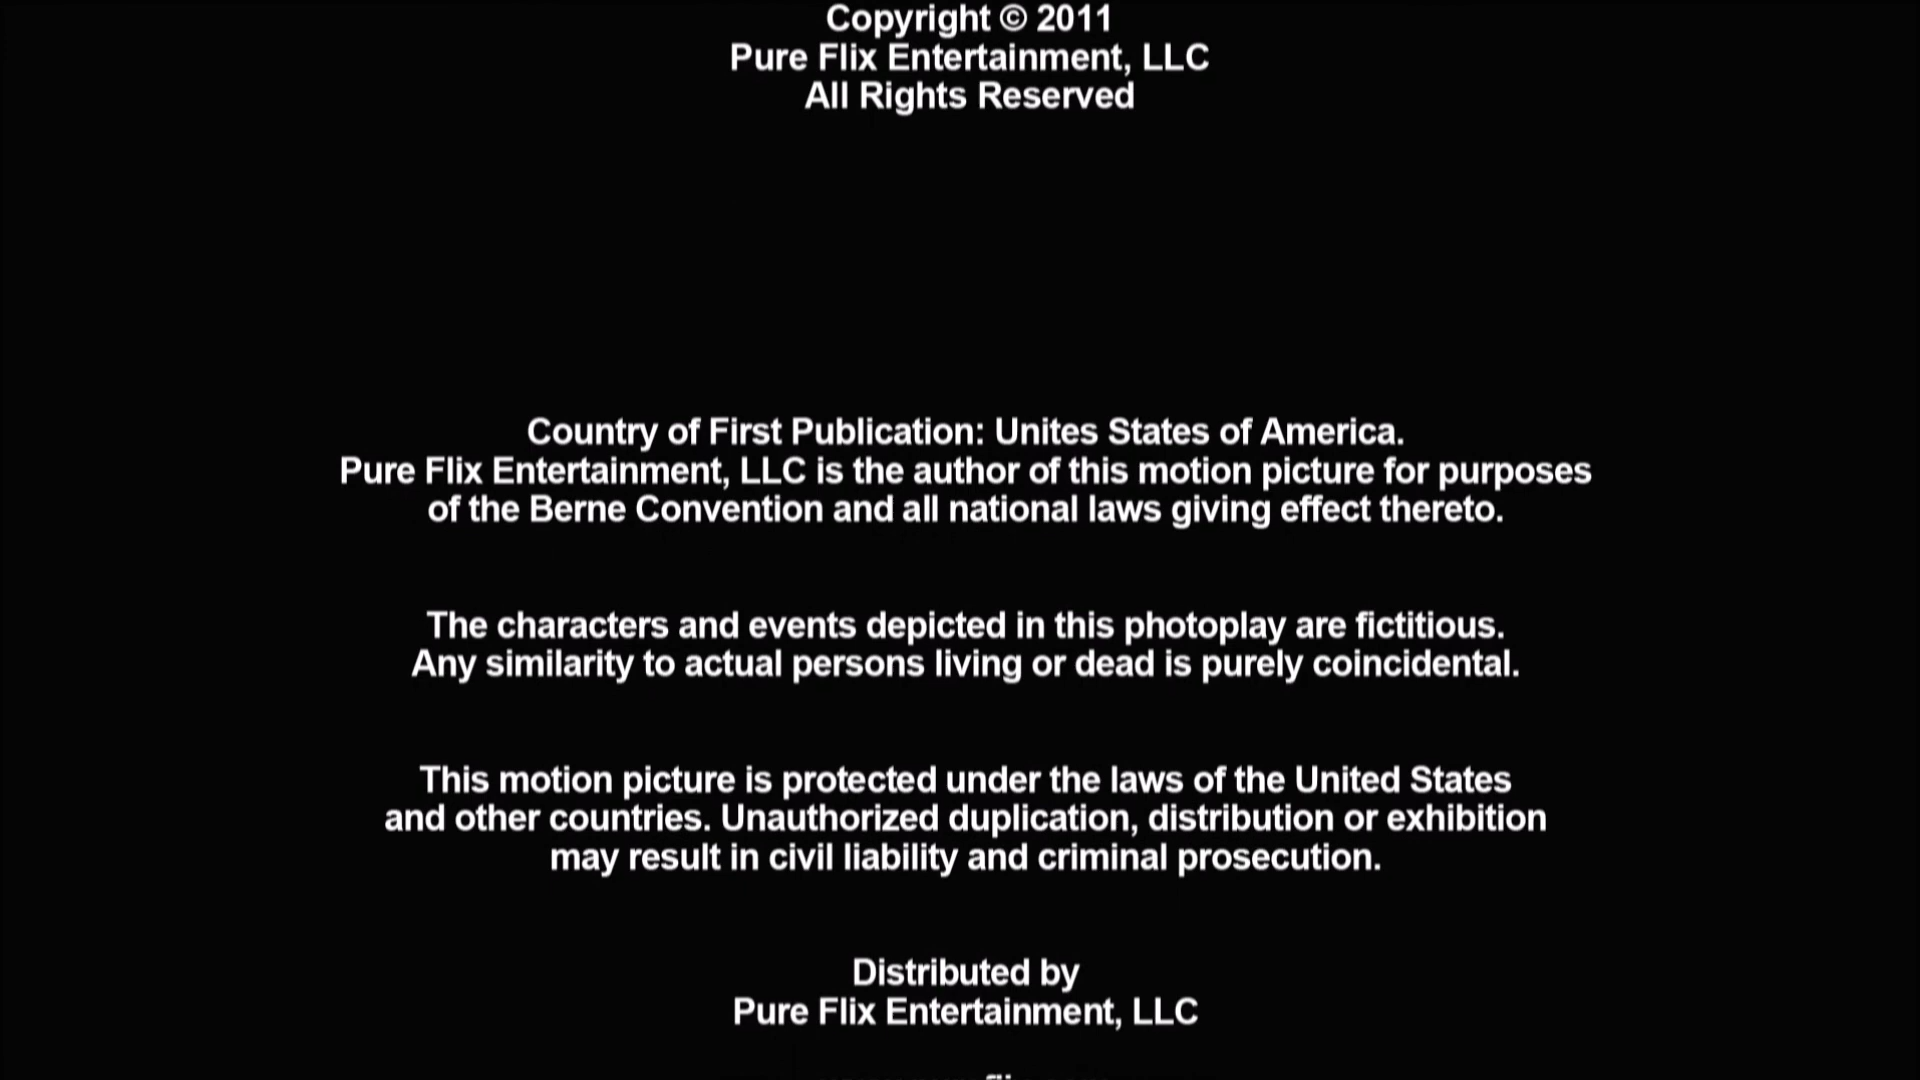 Copyright © 2011
Pure Flix Entertainment, LLC
All Rights Reserved
Country of First Publication: Unites States of America.
Pure Flix Entertainment, LLC is the author of this motion picture for purposes
of the Berne Convention and all national laws giving effect thereto.
The characters and events depicted in this photoplay are fictitious.
Any similarity to actual persons living or dead is purely coincidental.
This motion picture is protected under the laws of the United States
and other countries. Unauthorized duplication, distribution or exhibition
may result in civil liability and criminal prosecution.
Distributed by
Pure Flix Entertainment, LLC